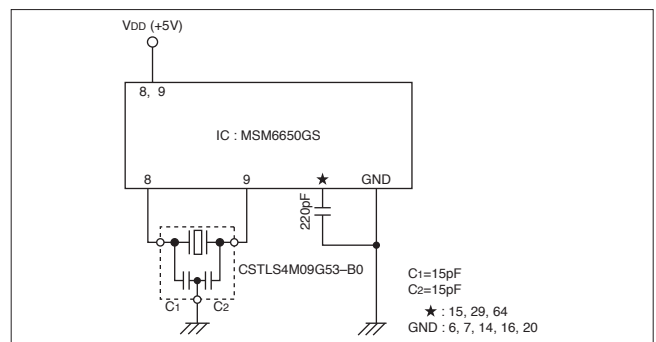 VDD (+5V)
8, 9
IC : MSM6650GS
8
9
★
GND
220pF
CSTLS4M09G53–B0
C1
C2
C1=15pF
C2=15pF
★ : 15, 29, 64
GND : 6, 7, 14, 16, 20